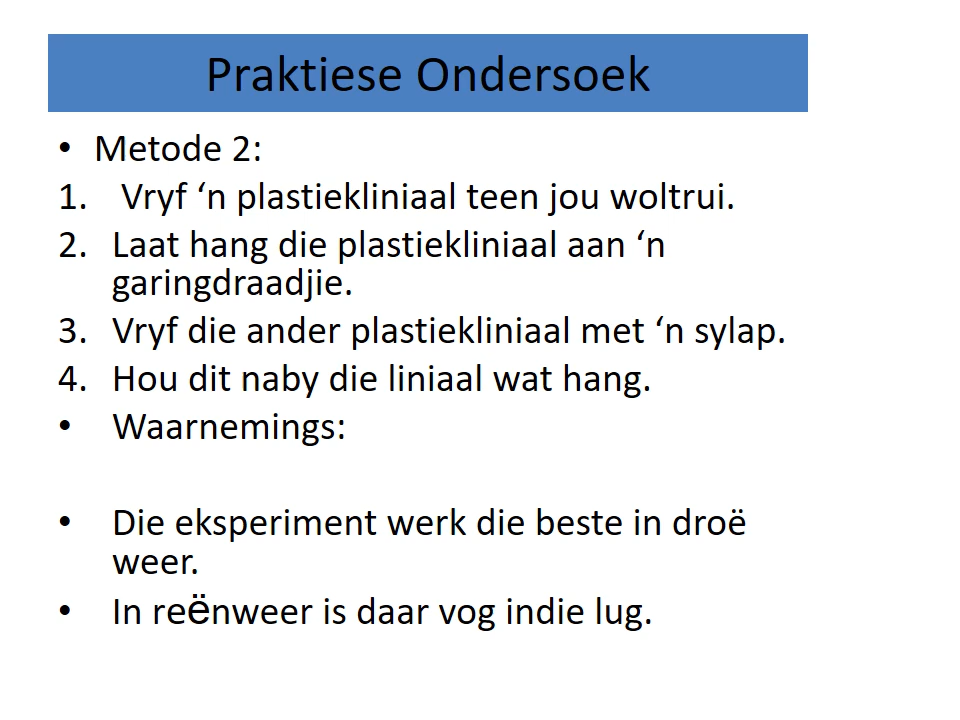 Praktiese Ondersoek
• Metode 2:
1. Vryf ‘n plastiekliniaal teen jou woltrui.
2. Laat hang die plastiekliniaal aan ‘n
garingdraadjie.
3. Vryf die ander plastiekliniaal met ‘n sylap.
4. Hou dit naby die liniaal wat hang.
• Waarnemings:
• Die eksperiment werk die beste in droë
weer.
• In reënweer is daar vog indie lug.